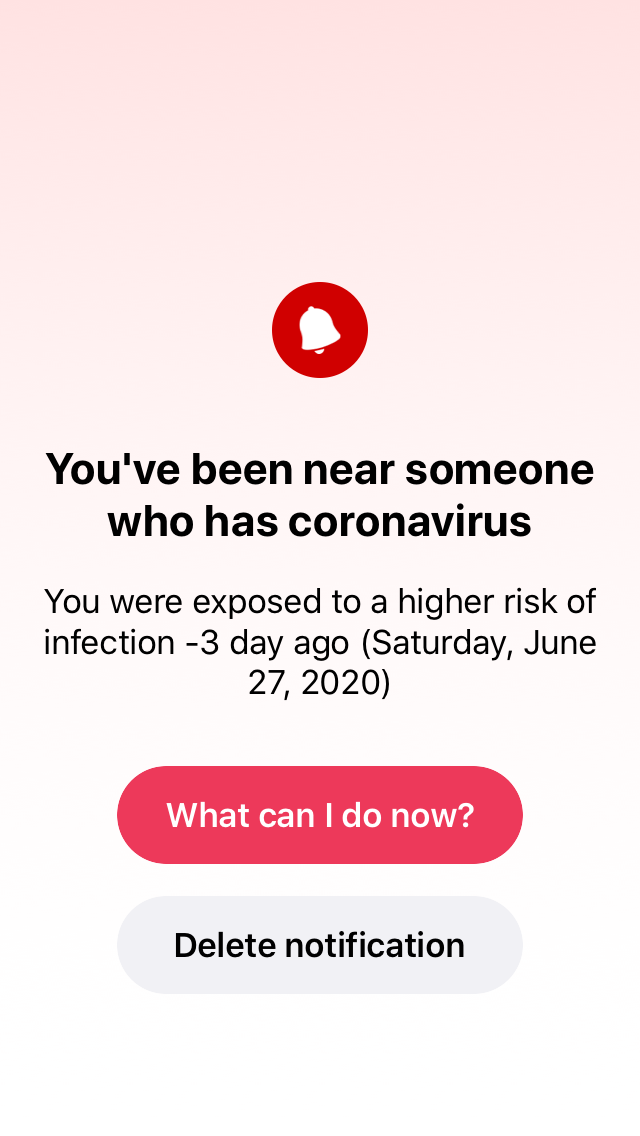 You've been near someone
who has coronavirus
You were exposed to a higher risk of
infection -3 day ago (Saturday, June
27, 2020)
What can I do now?
Delete notification